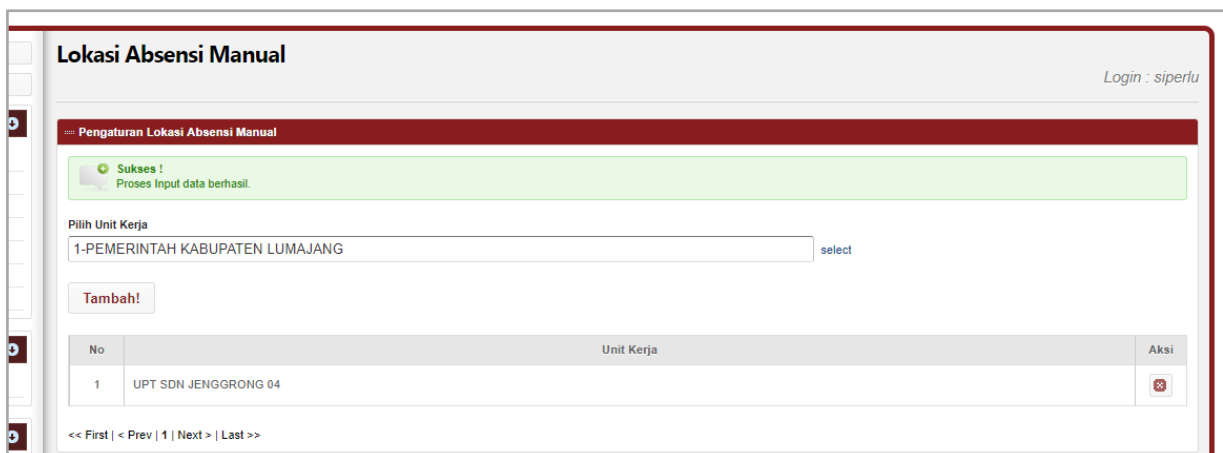 Lokasi Absensi Manual
Login : siperlu
Pengaturan Lokasi Absensi Manual
Sukses !
Proses Input data berhasil.
Pilih Unit Kerja
1-PEMERINTAH KABUPATEN LUMAJANG select
Tambah!
No Unit Kerja Aksi
1 UPT SDN JENGGRONG 04
<< First | < Prev | 1 | Next > | Last >>